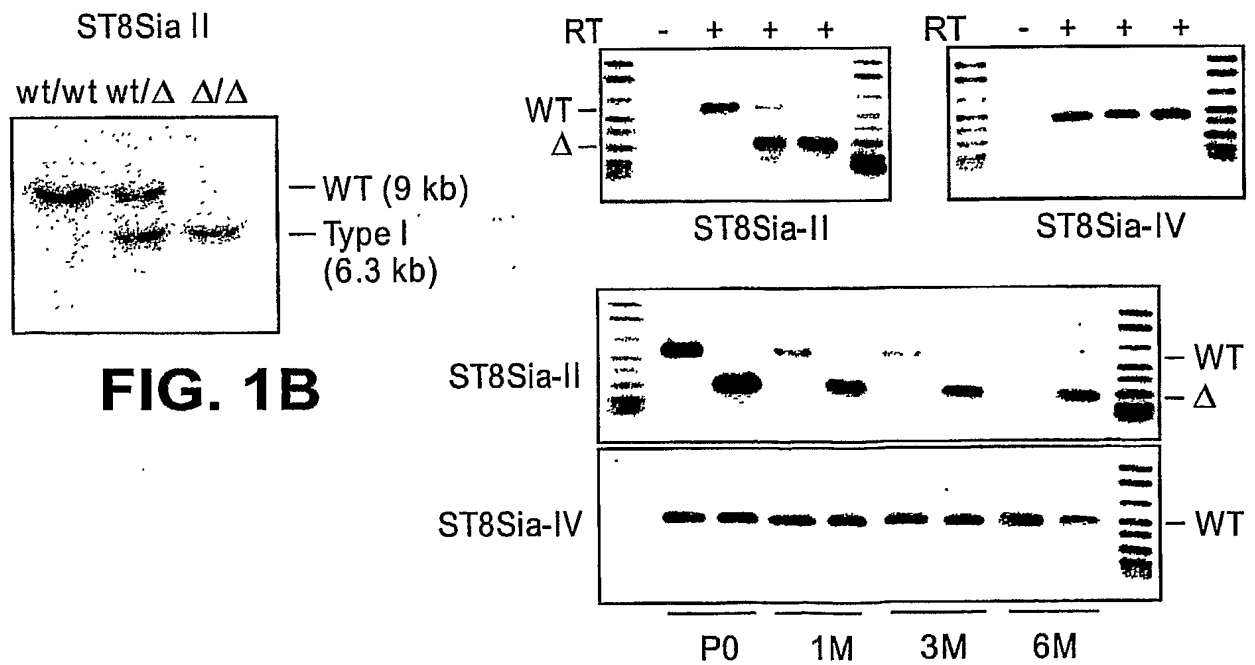 ST8Sia II
wt/wt wt/Δ Δ/Δ
WT (9 kb)
Type I
(6.3 kb)
FIG. 1B
RT - + + +
WT
Δ
ST8Sia-II
RT - + + +
ST8Sia-IV
ST8Sia-II
WT
Δ
ST8Sia-IV
WT
P0 1M 3M 6M